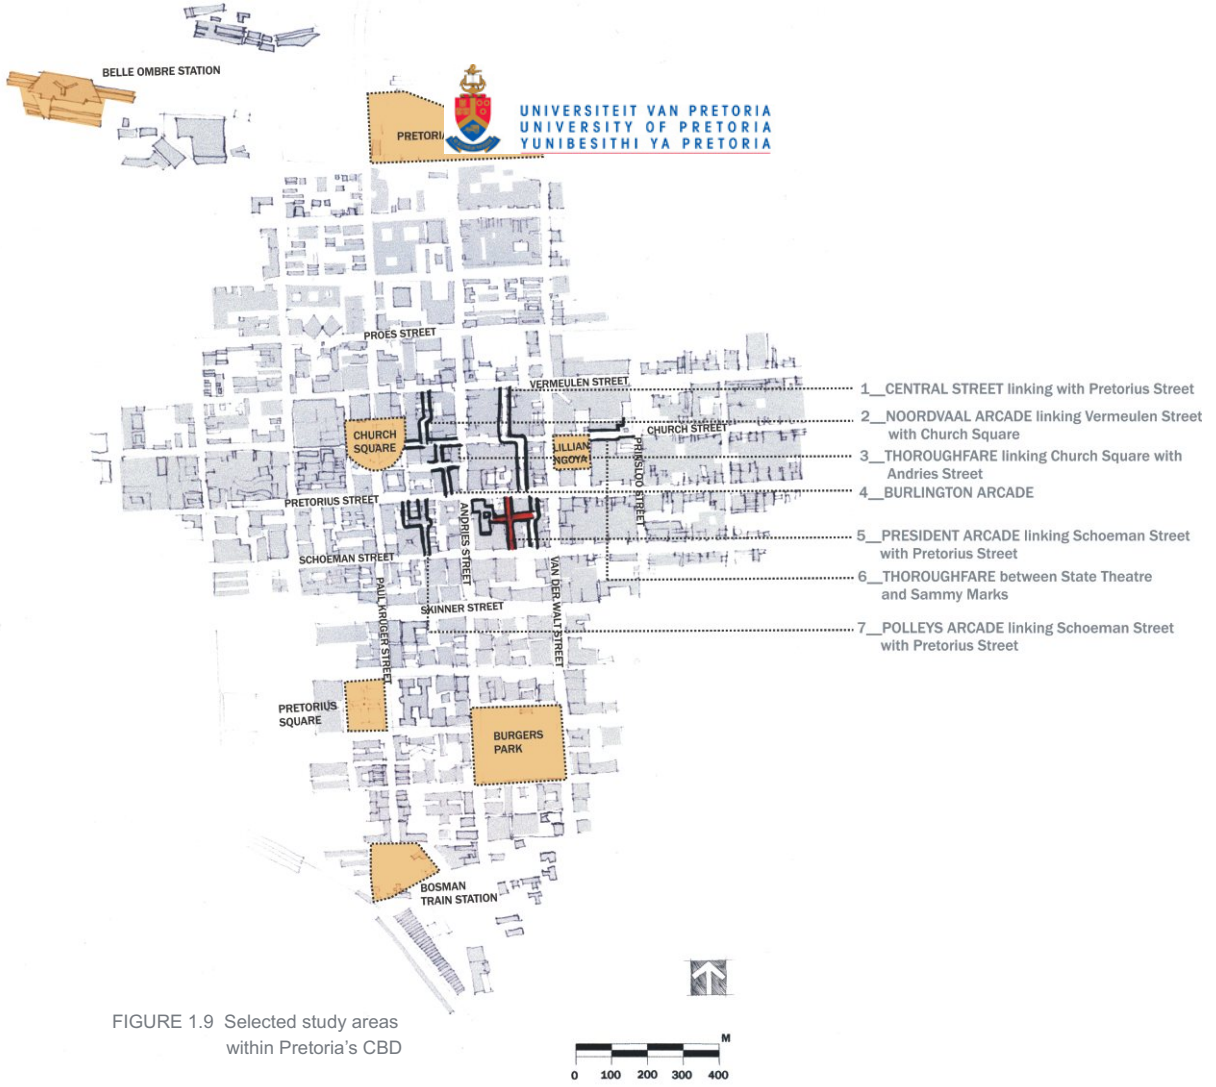 BELLE OMBRE STATION
PRETORIA
UNIVERSITEIT VAN PRETORIA
UNIVERSITY OF PRETORIA
YUNIBESITHI YA PRETORIA
PROES STREET
VERMEULEN STREET
CHURCH STREET
CHURCH
SQUARE
LILLIAN
NGOYA
PRINSLOO STREET
PRETORIUS STREET
ANDRIES STREET
SCHOEMAN STREET
VAN DER WALT STREET
PAUL KRUGER STREET
SKINNER STREET
1__CENTRAL STREET linking with Pretorius Street
2__NOORDVAAL ARCADE linking Vermeulen Street
with Church Square
3__THOROUGHFARE linking Church Square with
Andries Street
4__BURLINGTON ARCADE
5__PRESIDENT ARCADE linking Schoeman Street
with Pretorius Street
6__THOROUGHFARE between State Theatre
and Sammy Marks
7__POLLEYS ARCADE linking Schoeman Street
with Pretorius Street
PRETORIUS
SQUARE
BURGERS
PARK
BOSMAN
TRAIN STATION
FIGURE 1.9 Selected study areas
within Pretoria's CBD
M
0 100 200 300 400